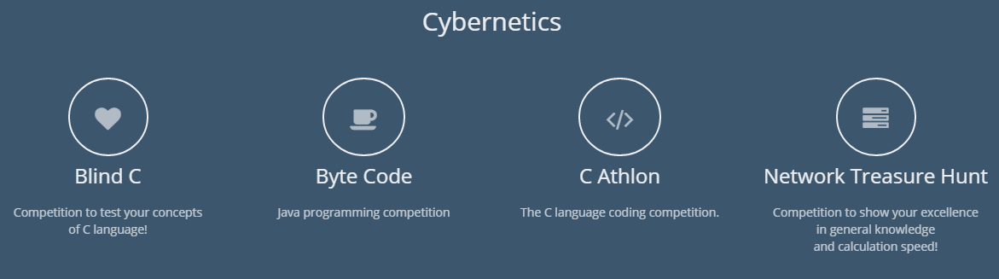 Cybernetics
Blind C
Competition to test your concepts
of C language!
Byte Code
Java programming competition
C Athlon
The C language coding competition.
Network Treasure Hunt
Competition to show your excellence
in general knowledge
and calculation speed!